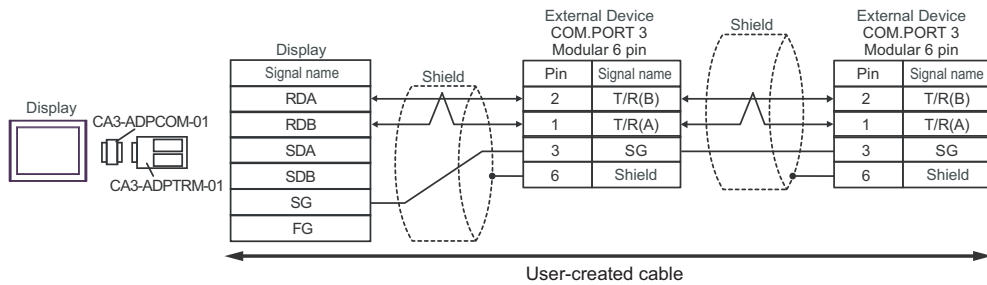 Display
CA3-ADPCOM-01
CA3-ADPTRM-01
Display
Signal name
RDA
RDB
SDA
SDB
SG
FG
Shield
External Device
COM.PORT 3
Modular 6 pin
Pin Signal name
2 T/R(B)
1 T/R(A)
3 SG
6 Shield
Shield
External Device
COM.PORT 3
Modular 6 pin
Pin Signal name
2 T/R(B)
1 T/R(A)
3 SG
6 Shield
User-created cable